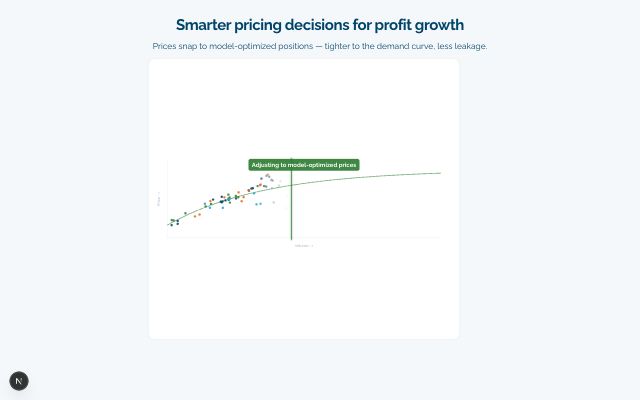 Smarter pricing decisions for profit growth
Prices snap to model-optimized positions — tighter to the demand curve, less leakage.
Adjusting to model-optimized prices
N